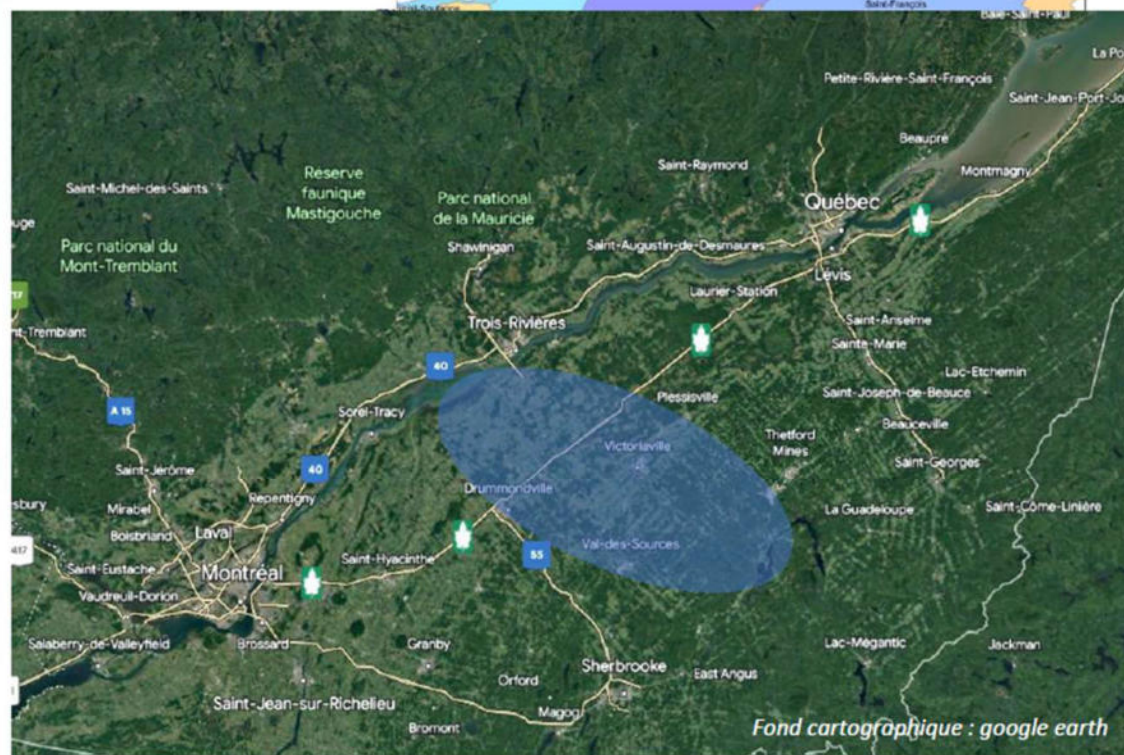 Saint-François
Baie-Saint-Paul
La Po
Petite-Rivière-Saint-François
Saint-Jean-Port-Jo
Beaupré
Saint-Raymond
Montmagny
Réserve
faunique
Mastigouche
Saint-Michel-des-Saints
Parc national
de la Mauricie
Québec
ouge
Shawinigan
Saint-Augustin-de-Desmaures
Parc national du
Mont-Tremblant
Lévis
Laurier-Station
17
Trois-Rivières
Saint-Anselme
nt-Tremblant
Sainte-Marie
40
Lac-Etchemin
Plessisville
Saint-Joseph-de-Beauce
A 15
Sorel-Tracy
Beauceville
Thetford
Mines
Victoriaville
Saint-Georges
Saint-Jérôme
40
Drummondville
Repentigny
sbury
Mirabel
La Guadeloupe
Saint-Côme-Linière
Boisbriand
Laval
Val-des-Sources
417
55
Saint-Hyacinthe
Saint-Eustache
Montréal
Vaudreuil-Dorion
Salaberry-de-Valleyfield
Brossard
Granby
Lac-Mégantic
Jackman
Sherbrooke
East Angus
Orford
Saint-Jean-sur-Richelieu
Magog
Bromont
Fond cartographique : google earth